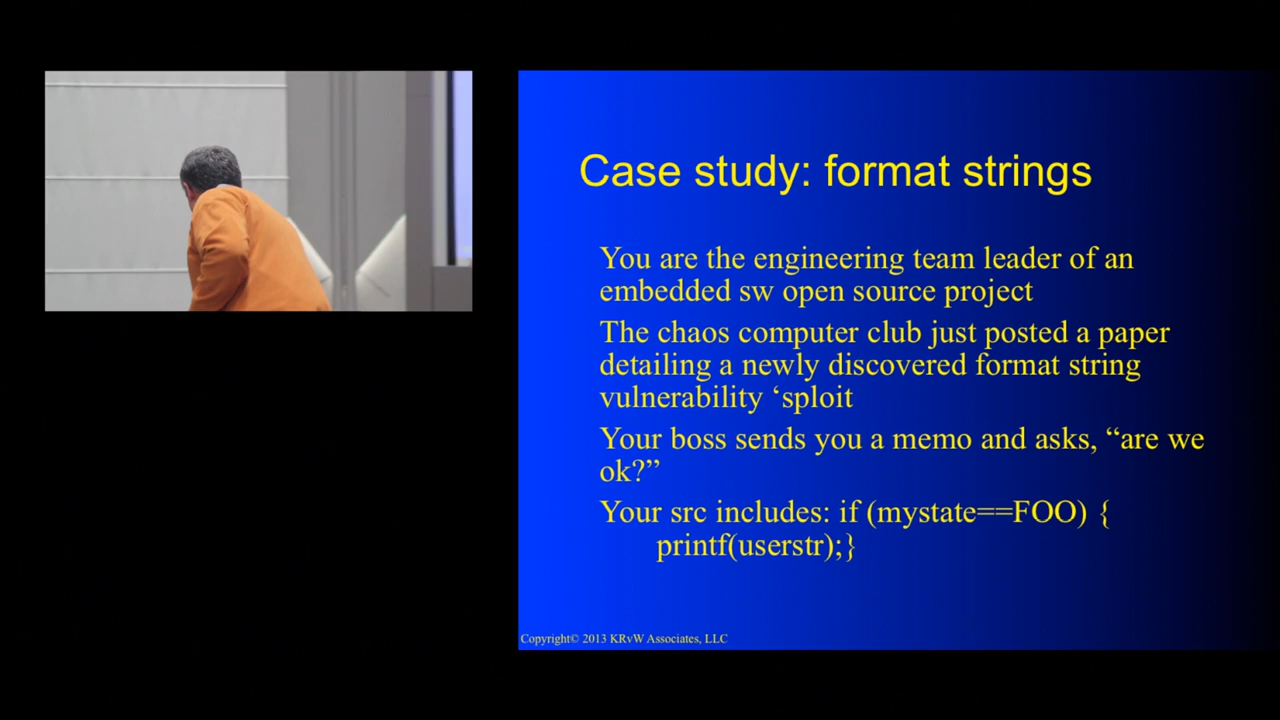 Case study: format strings
You are the engineering team leader of an
embedded sw open source project
The chaos computer club just posted a paper
detailing a newly discovered format string
vulnerability ‘sploit
Your boss sends you a memo and asks, “are we
ok?”
Your src includes: if (mystate==FOO) {
printf(userstr);}
Copyright© 2013 KRvW Associates, LLC